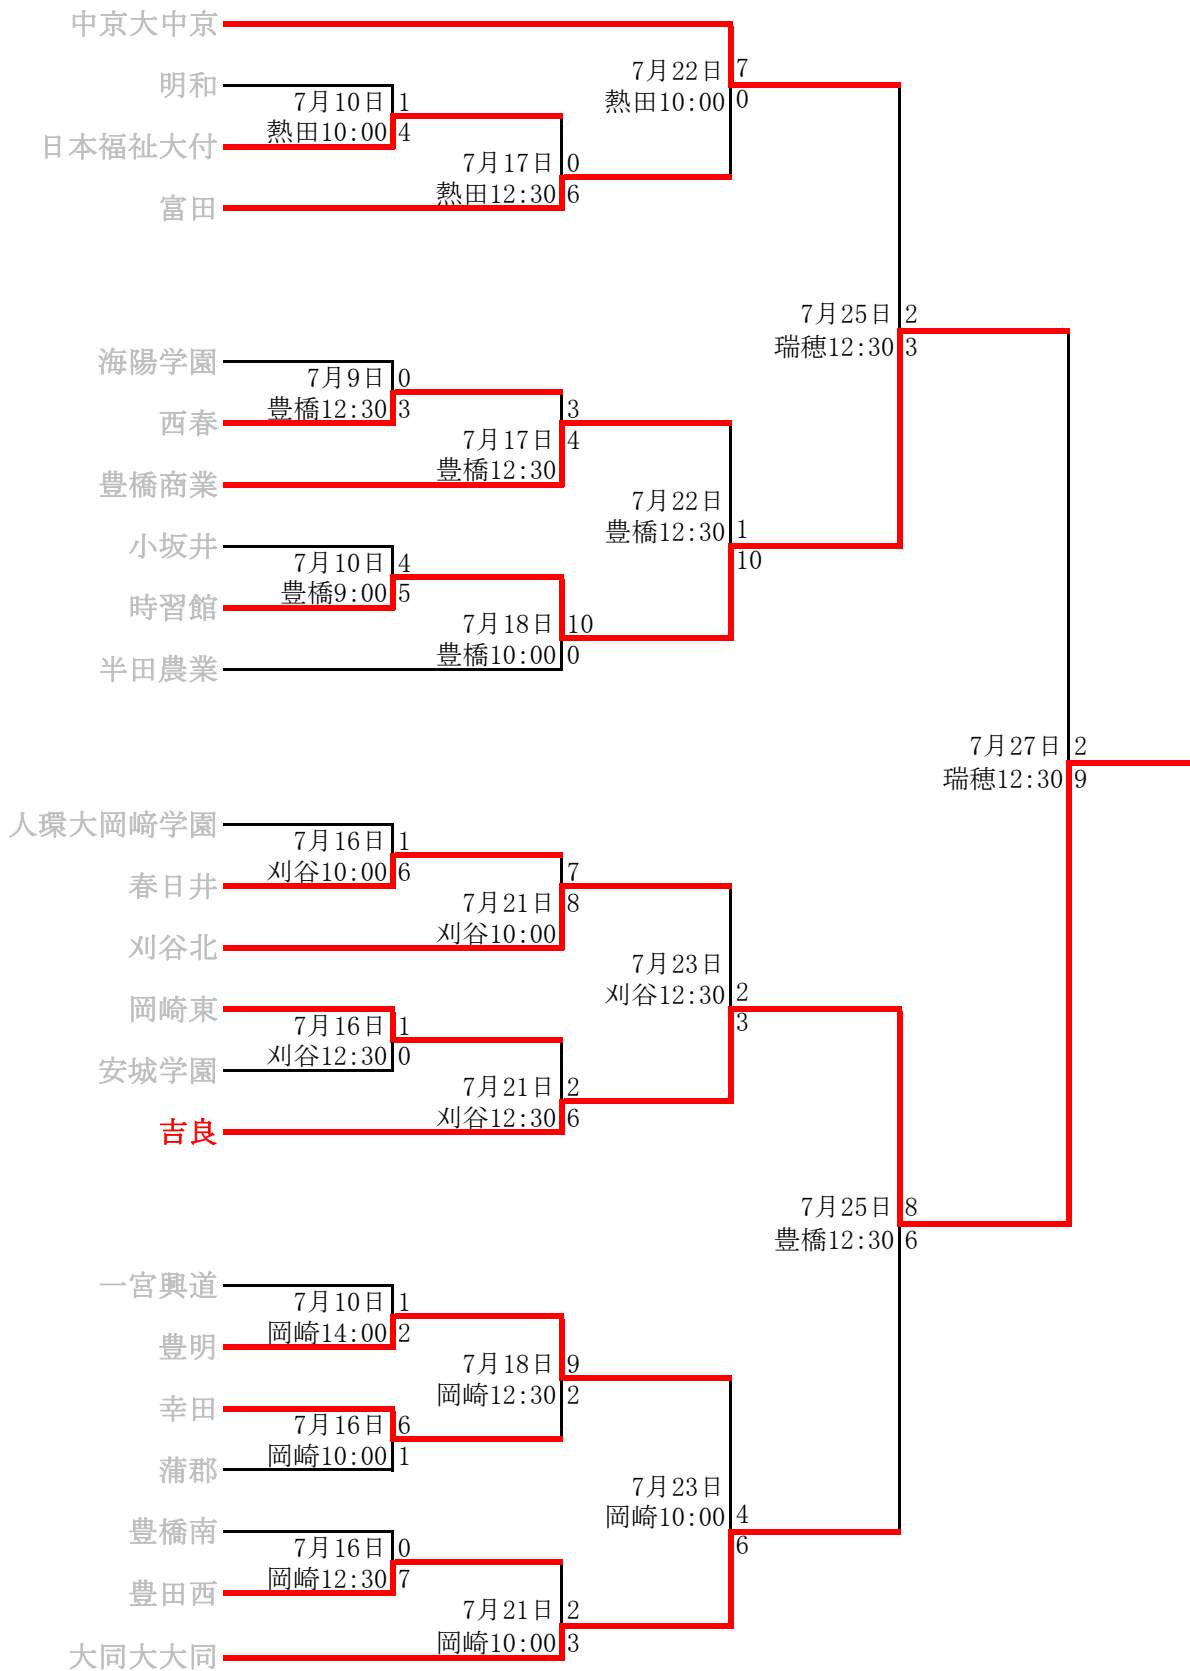 中京大中京
7月22日 7
明和
熱田10:00 0
7月10日 1
熱田10:00 4
日本福祉大付
7月17日 0
熱田12:30 6
富田
7月25日 2
瑞穂12:30 3
海陽学園
7月9日 0
豊橋12:30 3
西春
3
7月17日 4
豊橋12:30
豊橋商業
7月22日
豊橋12:30 1
小坂井
10
7月10日 4
豊橋9:00 5
時習館
7月18日 10
豊橋10:00 0
半田農業
7月27日 2
瑞穂12:30 9
人環大岡﨑学園
7月16日 1
刈谷10:00 6
春日井
7
7月21日 8
刈谷10:00
刈谷北
7月23日
刈谷12:30 2
岡崎東
3
7月16日 1
刈谷12:30 0
安城学園
7月21日 2
刈谷12:30 6
吉良
7月25日 8
豊橋12:30 6
一宮興道
7月10日 1
岡崎14:00 2
豊明
7月18日 9
岡崎12:30 2
幸田
7月16日 6
岡崎10:00 1
蒲郡
7月23日
岡崎10:00 4
豊橋南
6
7月16日 0
岡崎12:30 7
豊田西
7月21日 2
岡崎10:00 3
大同大大同